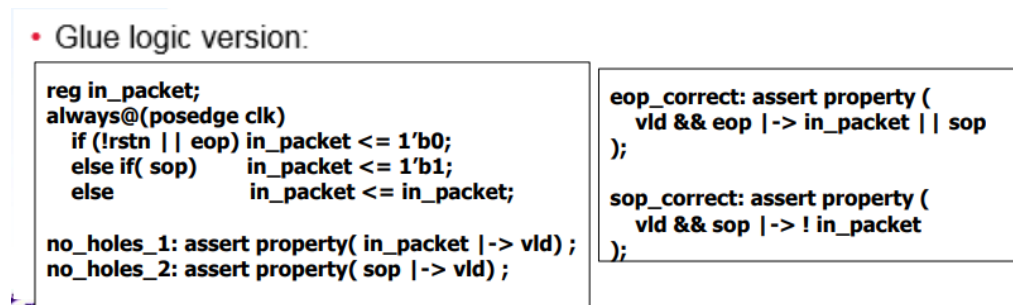 • Glue logic version:
reg in_packet;
always@(posedge clk)
if (!rstn || eop) in_packet <= 1’b0;
else if( sop) in_packet <= 1’b1;
else in_packet <= in_packet;
no_holes_1: assert property( in_packet |-> vld) ;
no_holes_2: assert property( sop |-> vld) ;
eop_correct: assert property (
vld && eop |-> in_packet || sop
);
sop_correct: assert property (
vld && sop |-> ! in_packet
);